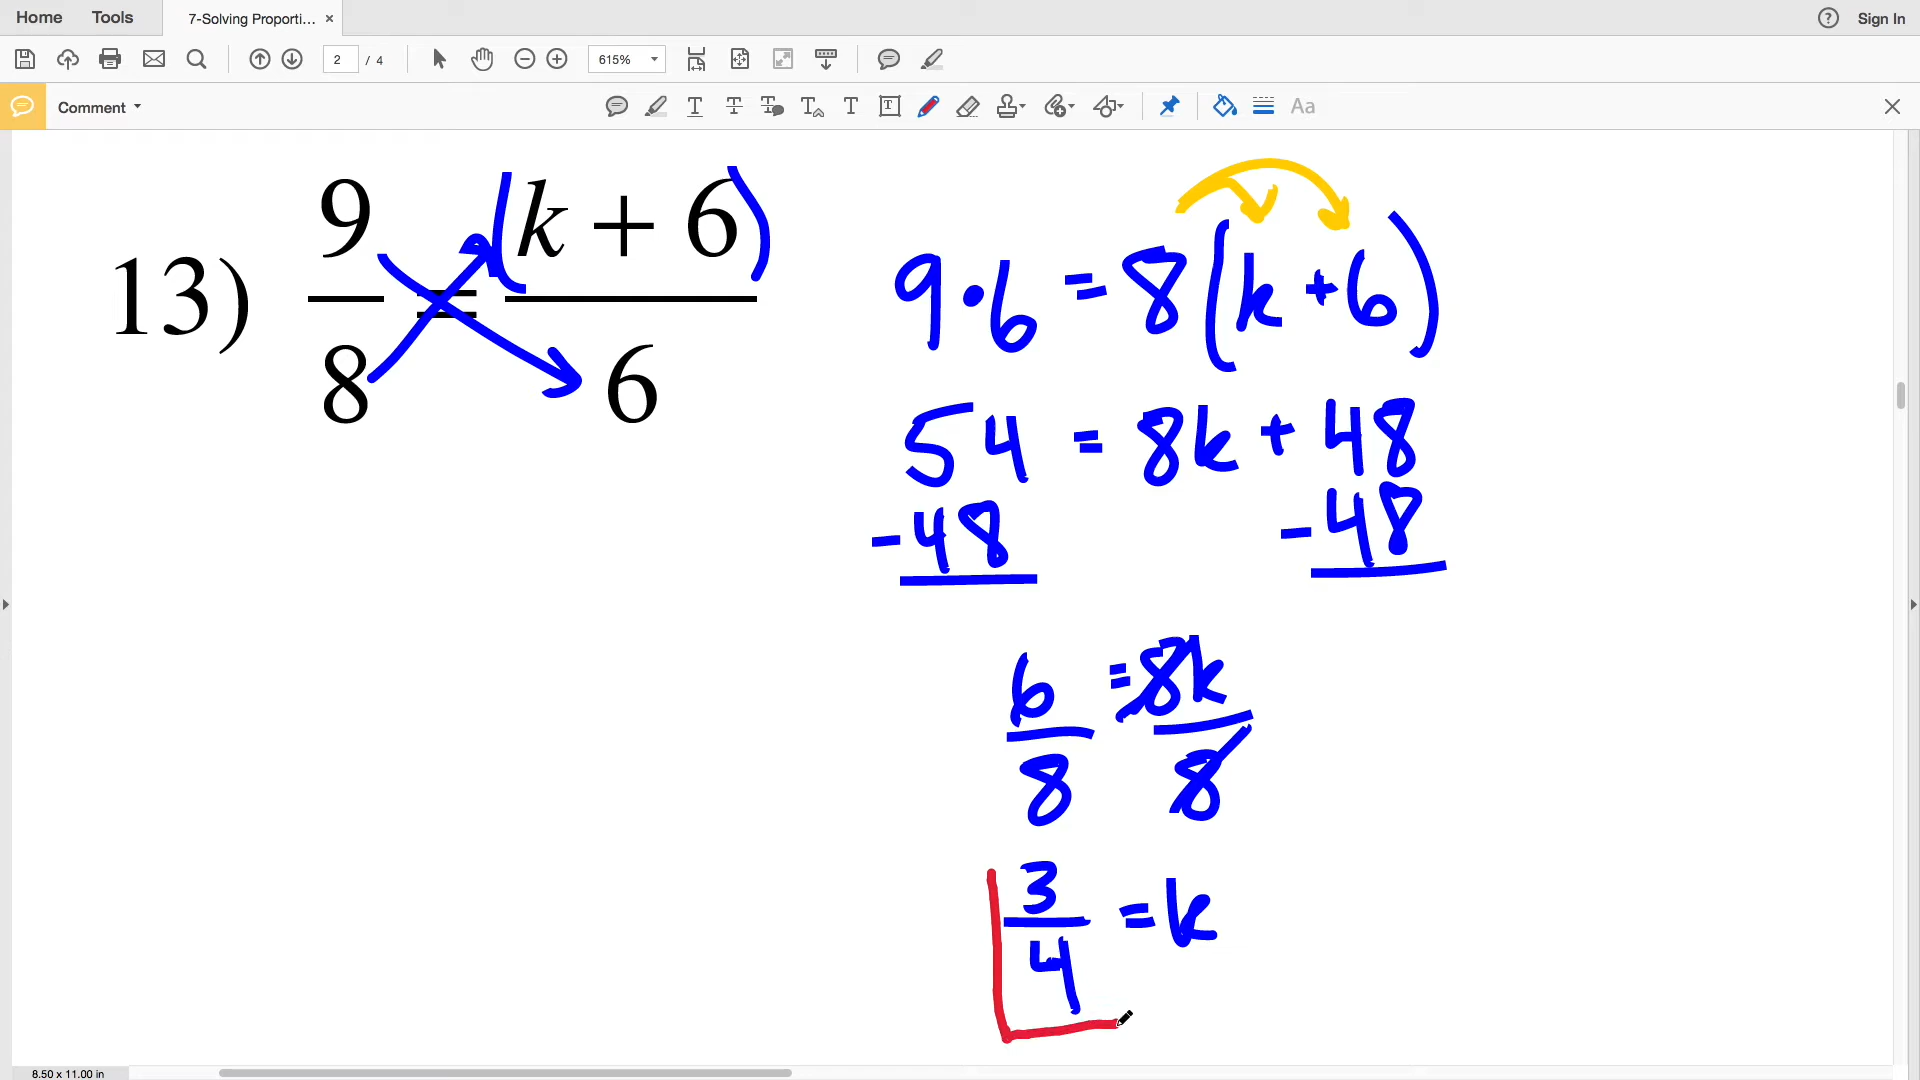 Home Tools 7-Solving Proporti... × ? Sign In
2 / 4 615%
Comment T T T T T T Aa
13) 9/8 = (k + 6)/6
9·6 = 8(k+6)
54 = 8k + 48
-48 -48
6/8 = 8k/8
3/4 = k
8.50 x 11.00 in